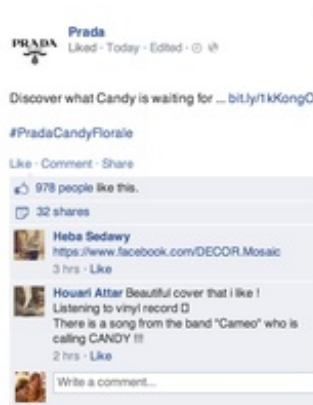 PRADA
Prada
Liked · Today · Edited ·
Discover what Candy is waiting for ... bit.ly/1kKongO
#PradaCandyFlorale
Like · Comment · Share
978 people like this.
32 shares
Heba Sedawy
https://www.facebook.com/DECOR.Mosaic
3 hrs · Like
Houari Attar Beautiful cover that i like !
Listening to vinyl record
There is a song from the band "Cameo" who is
calling CANDY !!!
2 hrs · Like
Write a comment...